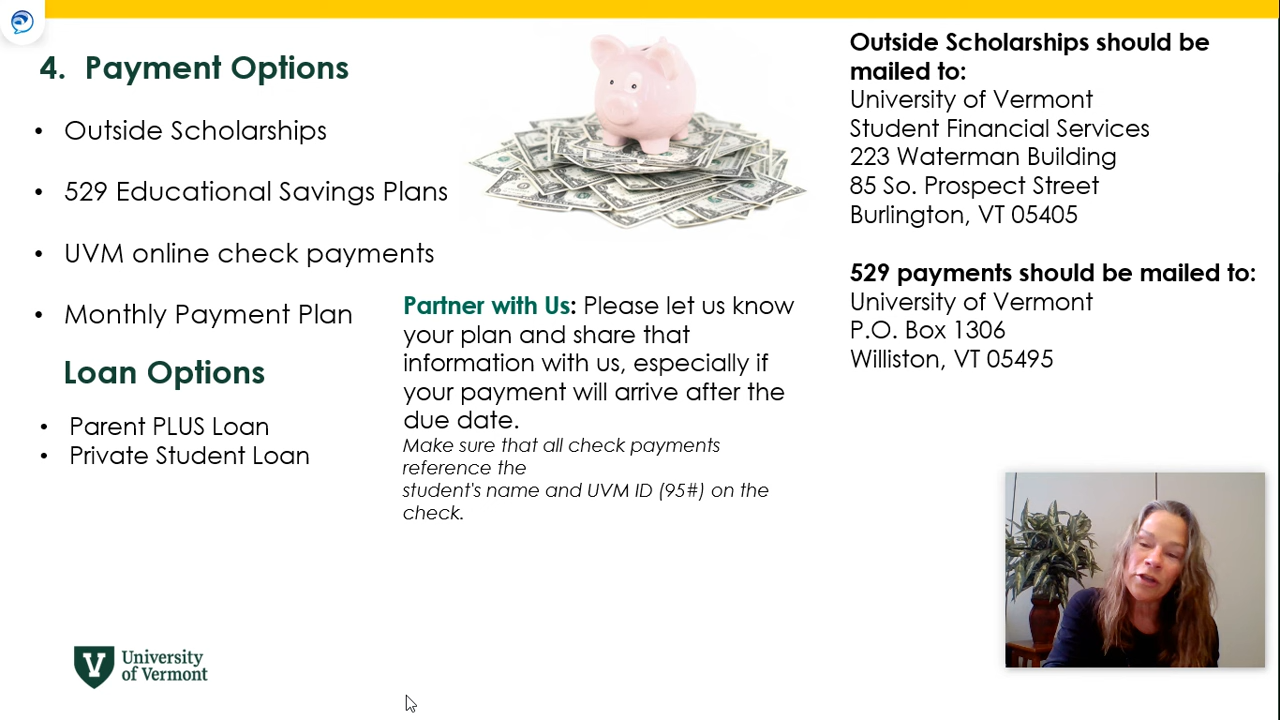 4. Payment Options
• Outside Scholarships
• 529 Educational Savings Plans
• UVM online check payments
• Monthly Payment Plan
Loan Options
• Parent PLUS Loan
• Private Student Loan
Partner with Us: Please let us know
your plan and share that
information with us, especially if
your payment will arrive after the
due date.
Make sure that all check payments
reference the
student's name and UVM ID (95#) on the
check.
Outside Scholarships should be
mailed to:
University of Vermont
Student Financial Services
223 Waterman Building
85 So. Prospect Street
Burlington, VT 05405
529 payments should be mailed to:
University of Vermont
P.O. Box 1306
Williston, VT 05495
University
of Vermont